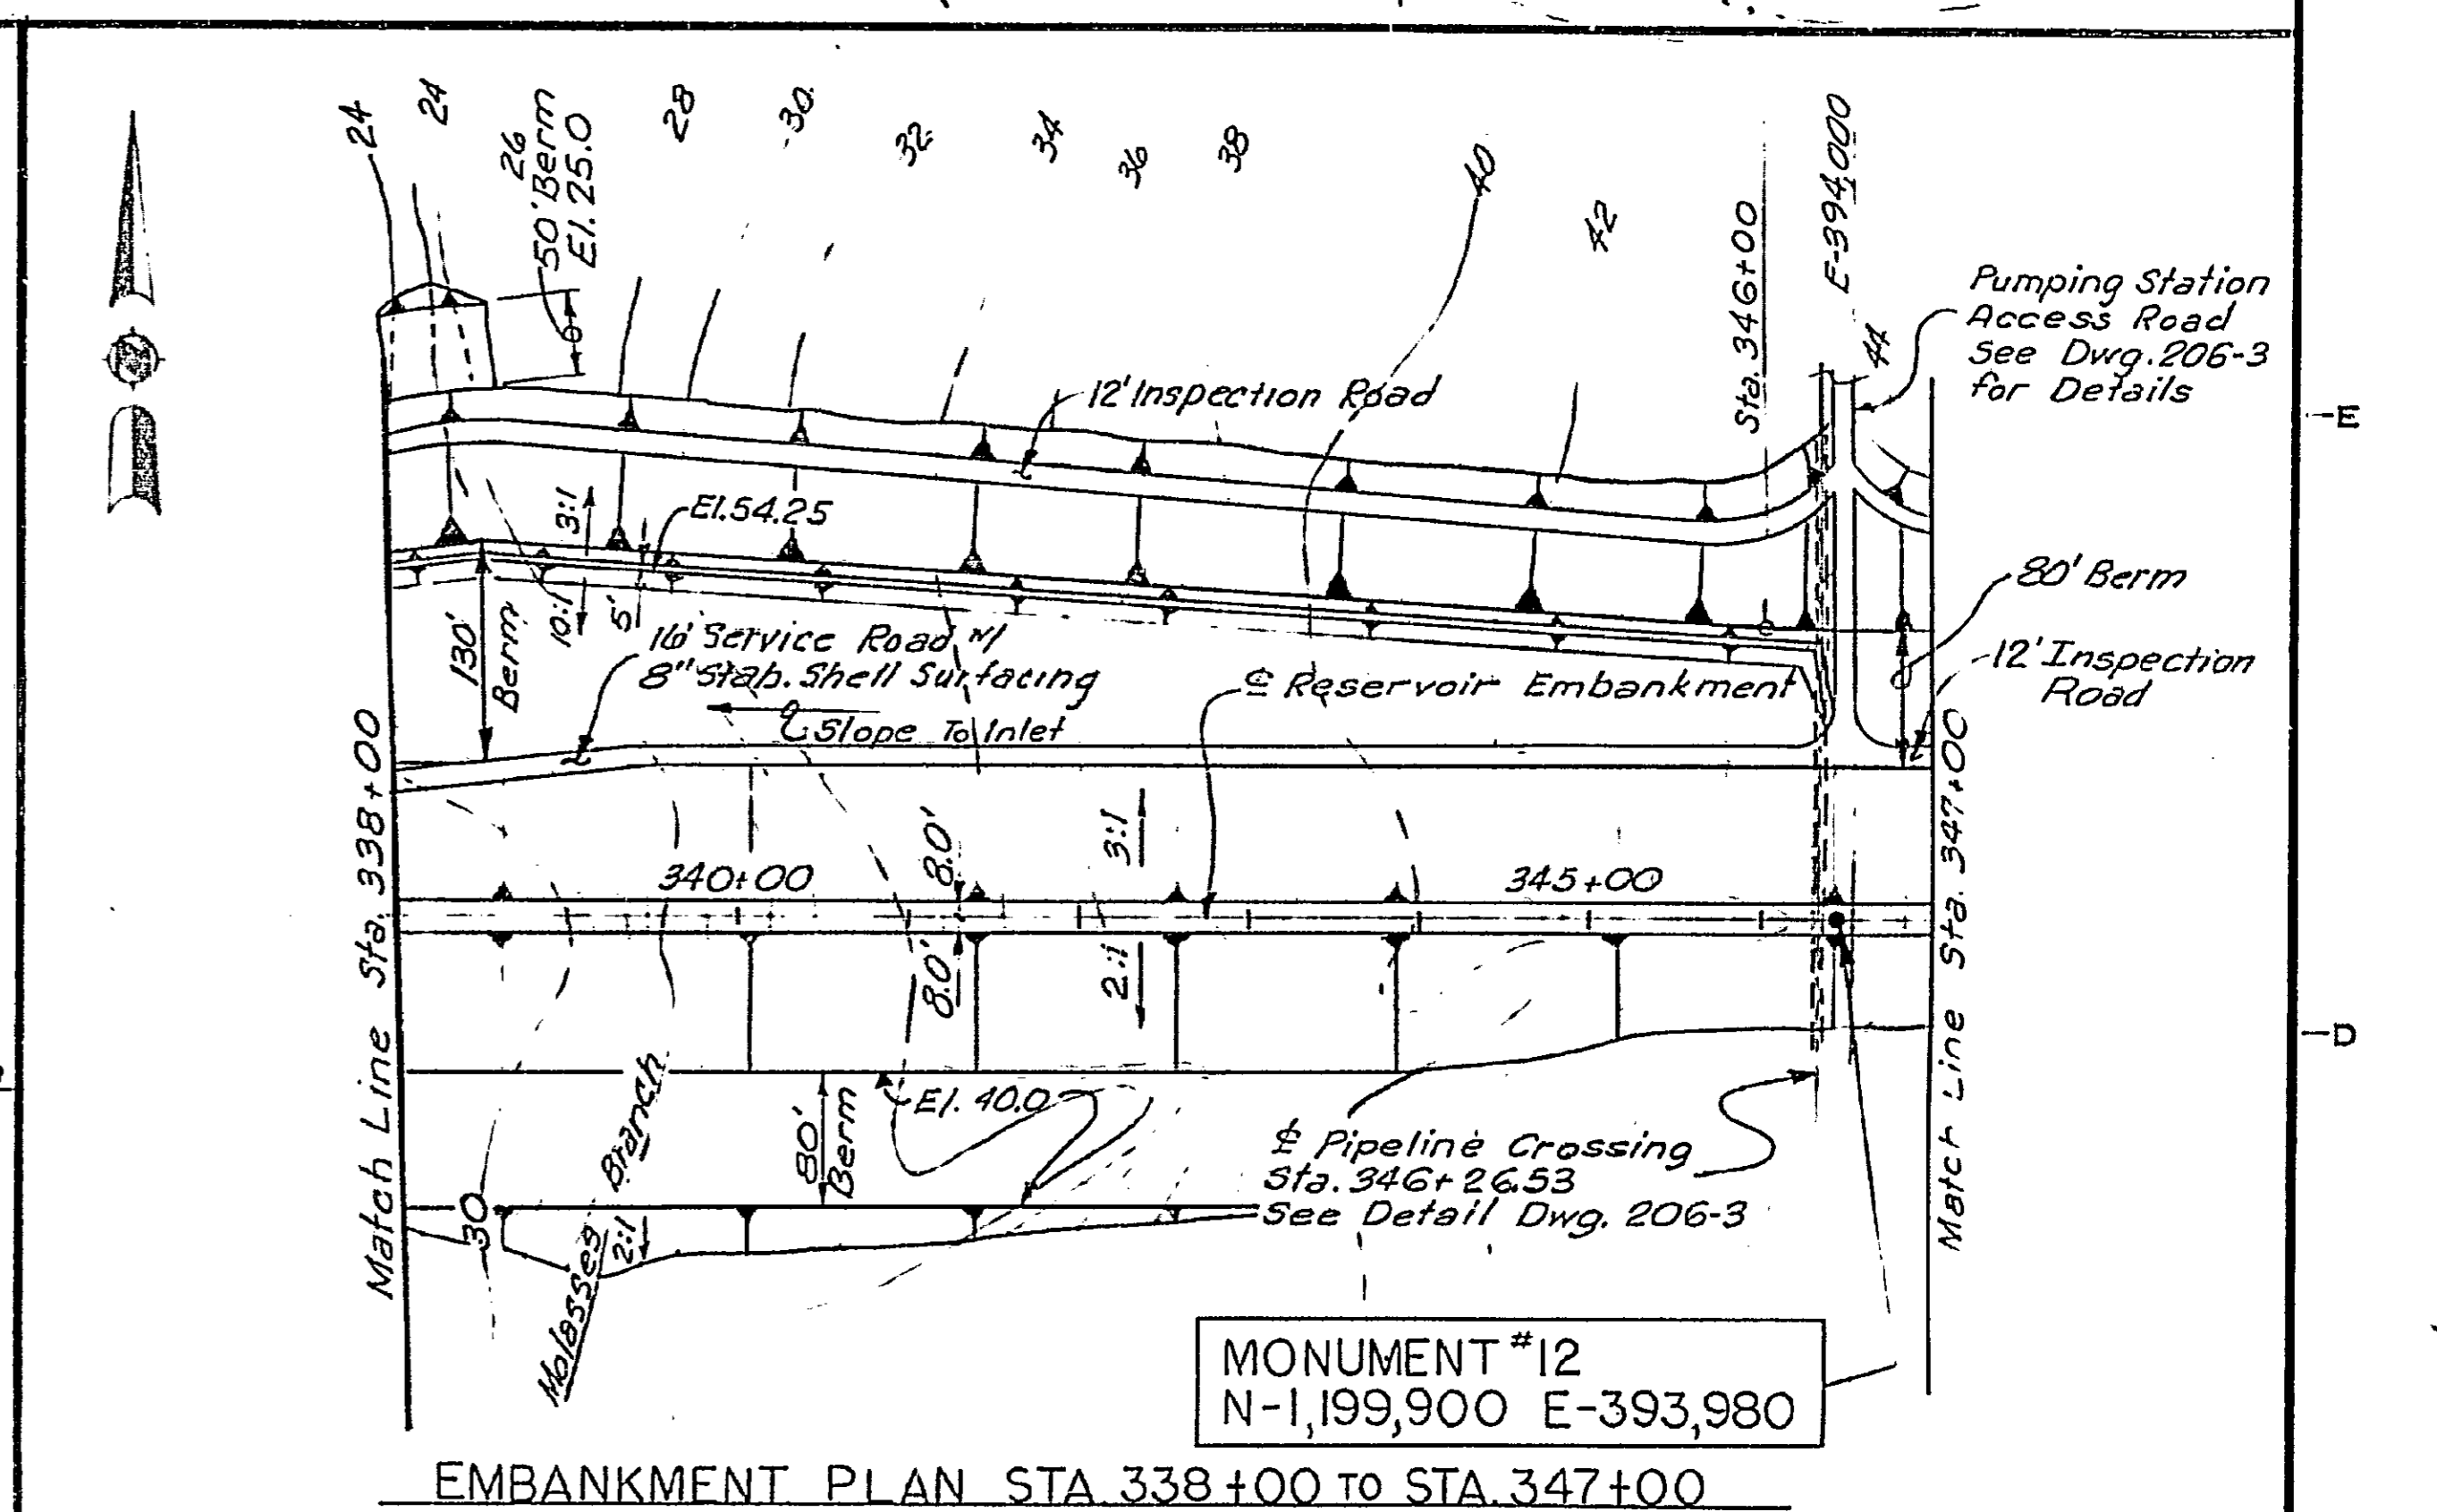 24
24
26
50' Berm
El. 25.0
28
30
32
34
36
38
40
42
Sta. 346+00
E-394,000
44
Pumping Station
Access Road
See Dwg. 206-3
for Details
E
12' Inspection Road
3:1
10:1
5'
El. 54.25
130'
Berm
16' Service Road w/
8" Stab. Shell Surfacing
Slope To Inlet
℄ Reservoir Embankment
80' Berm
12' Inspection
Road
Match Line Sta. 338+00
340+00
8.0'
8.0'
3:1
2:1
345+00
Match Line Sta. 347+00
D
El. 40.0
80'
Berm
30
Molasses Branch
2:1
℄ Pipeline Crossing
Sta. 346+26.53
See Detail Dwg. 206-3
MONUMENT #12
N-1,199,900 E-393,980
EMBANKMENT PLAN STA. 338+00 TO STA. 347+00